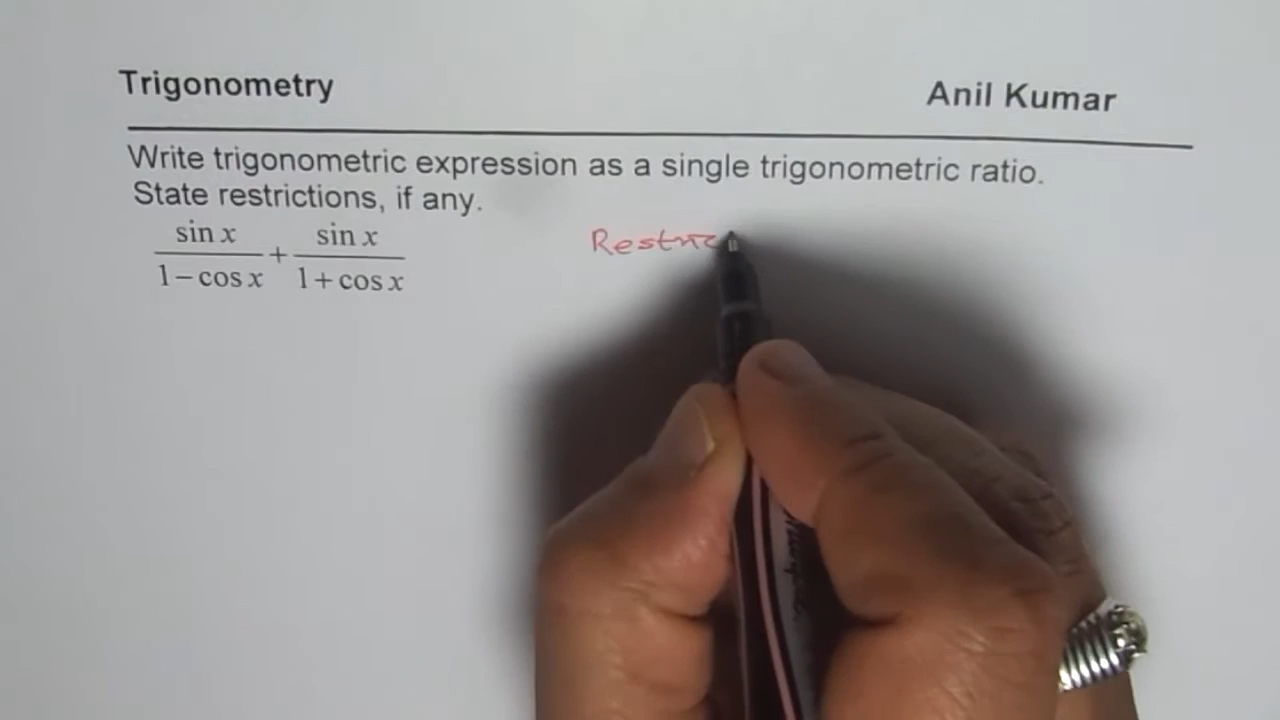 Trigonometry Anil Kumar
Write trigonometric expression as a single trigonometric ratio.
State restrictions, if any.
sin x / 1 − cos x + sin x / 1 + cos x
Restric